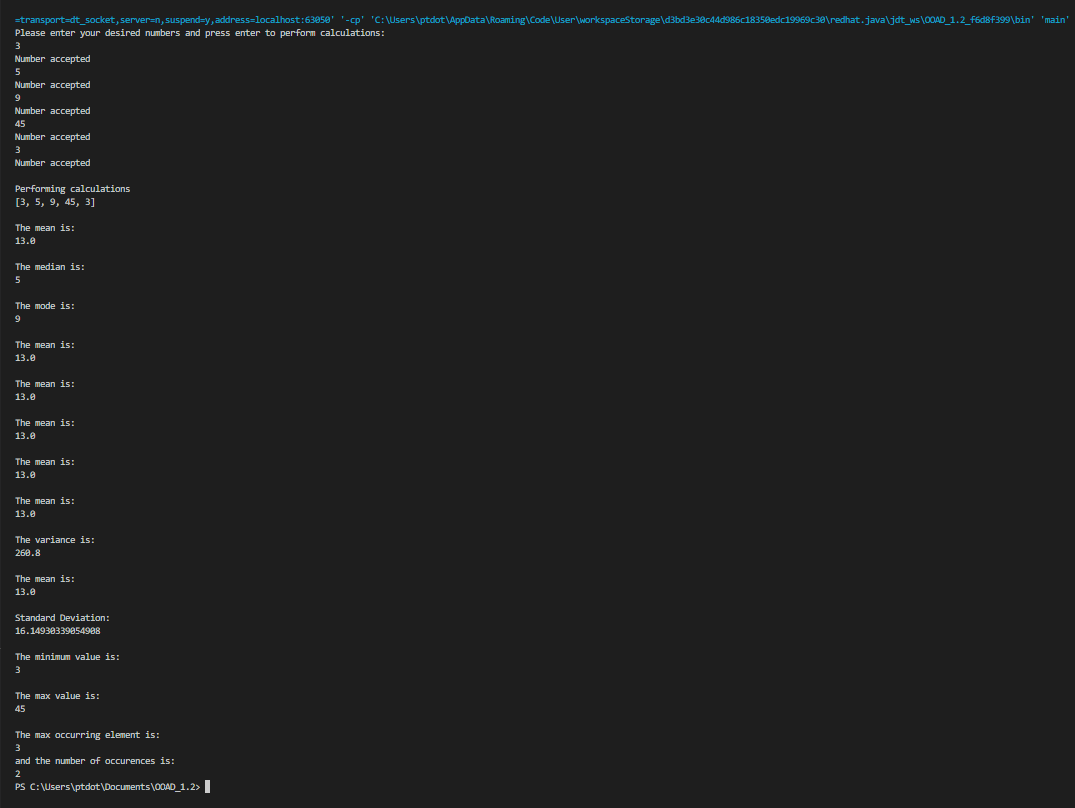 =transport=dt_socket,server=n,suspend=y,address=localhost:63050' '-cp' 'C:\Users\ptdot\AppData\Roaming\Code\User\workspaceStorage\d3bd3e30c44d986c18350edc19969c30\redhat.java\jdt_ws\OOAD_1.2_f6d8f399\bin' 'main'
Please enter your desired numbers and press enter to perform calculations:
3
Number accepted
5
Number accepted
9
Number accepted
45
Number accepted
3
Number accepted
Performing calculations
[3, 5, 9, 45, 3]
The mean is:
13.0
The median is:
5
The mode is:
9
The mean is:
13.0
The mean is:
13.0
The mean is:
13.0
The mean is:
13.0
The mean is:
13.0
The variance is:
260.8
The mean is:
13.0
Standard Deviation:
16.14930339054908
The minimum value is:
3
The max value is:
45
The max occurring element is:
3
and the number of occurences is:
2
PS C:\Users\ptdot\Documents\OOAD_1.2>